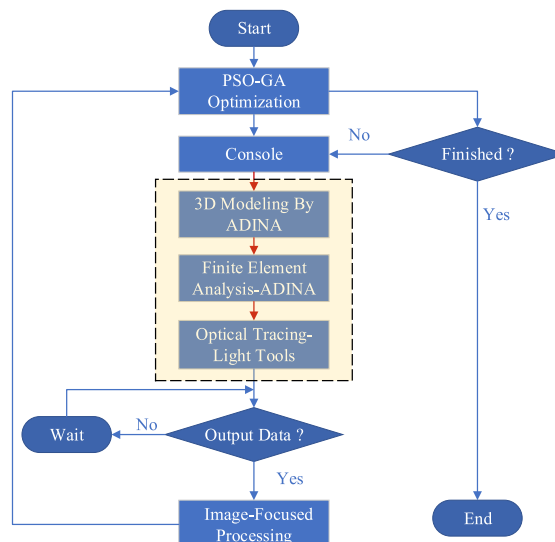 Start
PSO-GA
Optimization
No
Console
Finished ?
3D Modeling By
ADINA
Yes
Finite Element
Analysis-ADINA
Optical Tracing-
Light Tools
Wait
No
Output Data ?
Yes
Image-Focused
Processing
End